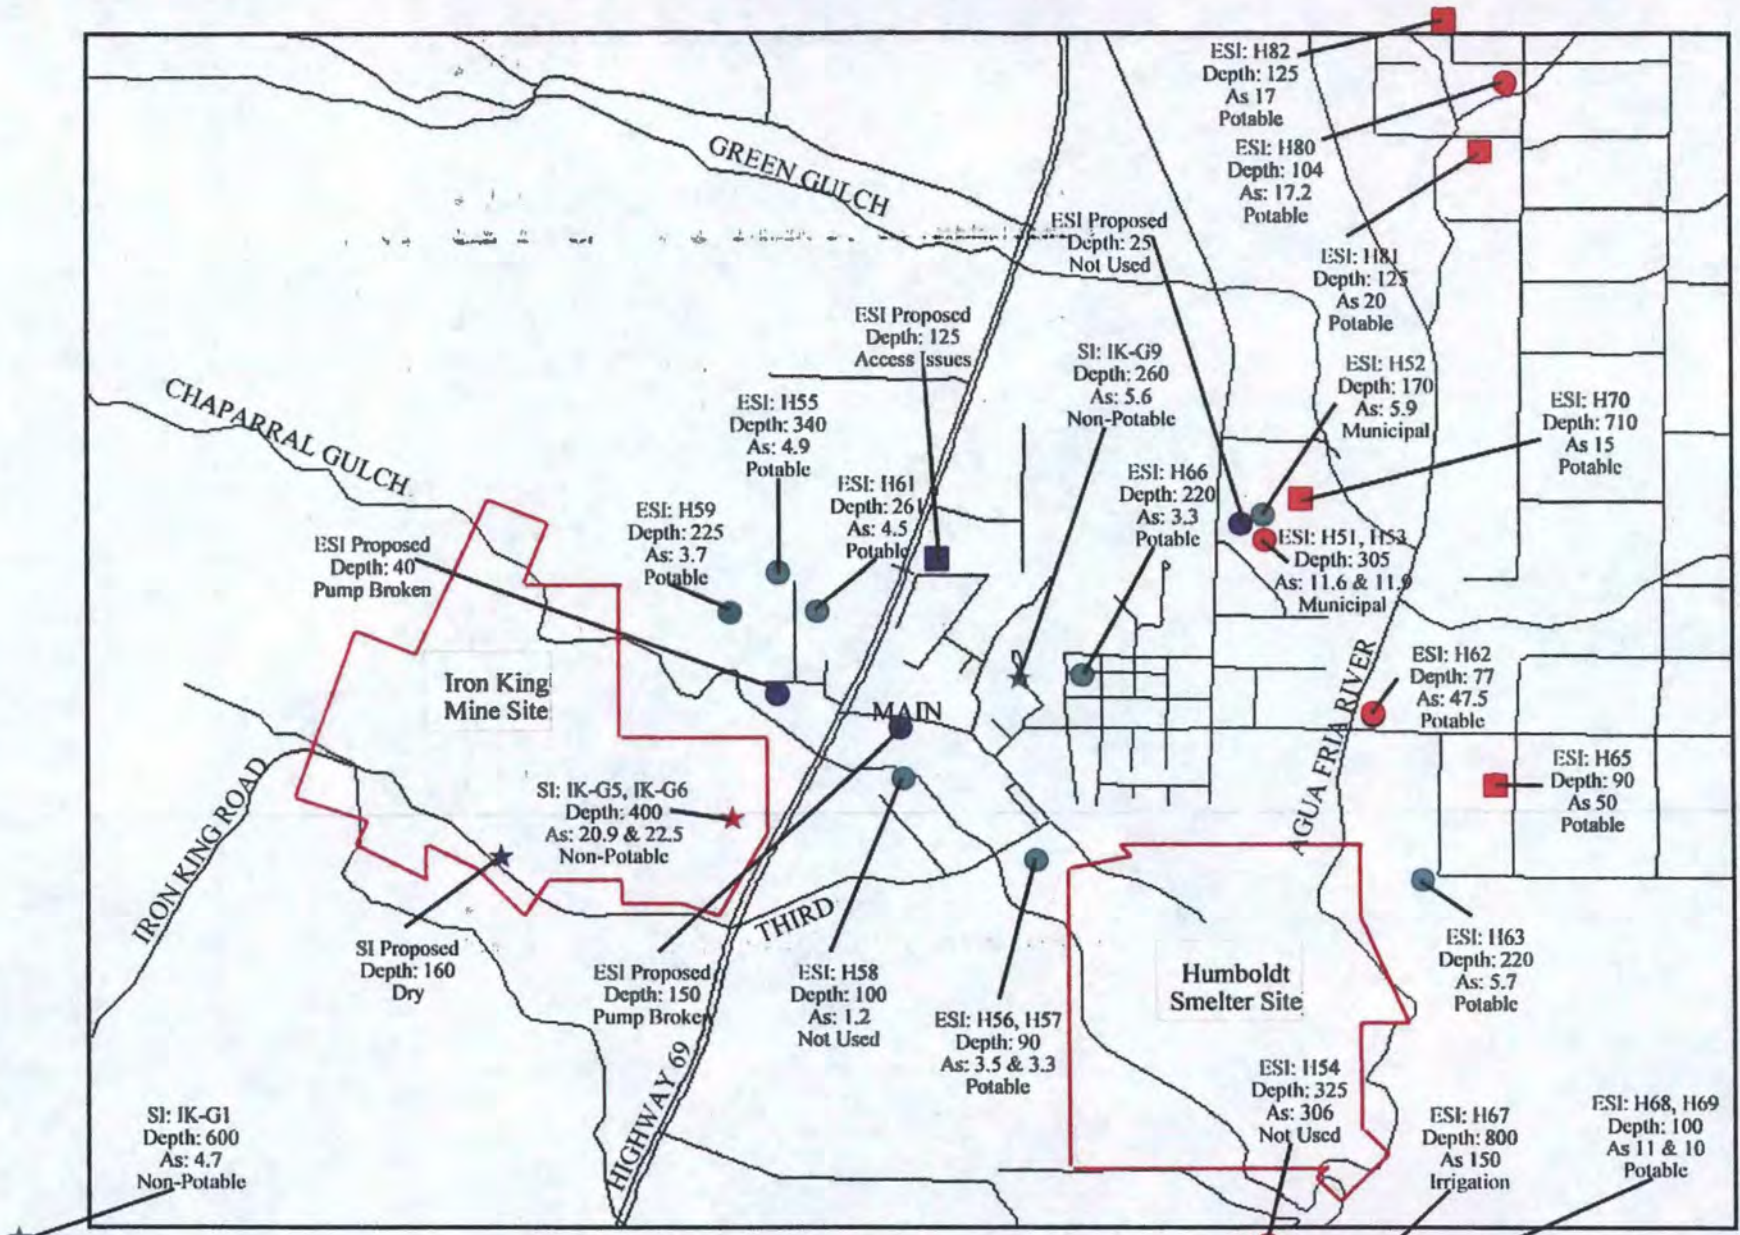 ESI: H82
Depth: 125
As 17
Potable
ESI: H80
Depth: 104
As: 17.2
Potable
GREEN GULCH
ESI Proposed
Depth: 25
Not Used
ESI: H81
Depth: 125
As 20
Potable
ESI Proposed
Depth: 125
Access Issues
SI: IK-G9
Depth: 260
As: 5.6
Non-Potable
ESI: H52
Depth: 170
As: 5.9
Municipal
ESI: H70
Depth: 710
As 15
Potable
CHAPARRAL GULCH
ESI: H55
Depth: 340
As: 4.9
Potable
ESI: H61
Depth: 261
As: 4.5
Potable
ESI: H66
Depth: 220
As: 3.3
Potable
ESI: H59
Depth: 225
As: 3.7
Potable
ESI Proposed
Depth: 40
Pump Broken
ESI: H51, H53
Depth: 305
As: 11.6 & 11.9
Municipal
Iron King
Mine Site
MAIN
AGUA FRIA RIVER
ESI: H62
Depth: 77
As: 47.5
Potable
IRON KING ROAD
SI: IK-G5, IK-G6
Depth: 400
As: 20.9 & 22.5
Non-Potable
ESI: H65
Depth: 90
As 50
Potable
THIRD
SI Proposed
Depth: 160
Dry
ESI Proposed
Depth: 150
Pump Broken
ESI: H58
Depth: 100
As: 1.2
Not Used
ESI: H56, H57
Depth: 90
As: 3.5 & 3.3
Potable
Humboldt
Smelter Site
ESI: H63
Depth: 220
As: 5.7
Potable
HIGHWAY 69
SI: IK-G1
Depth: 600
As: 4.7
Non-Potable
ESI: H54
Depth: 325
As: 306
Not Used
ESI: H67
Depth: 800
As 150
Irrigation
ESI: H68, H69
Depth: 100
As 11 & 10
Potable